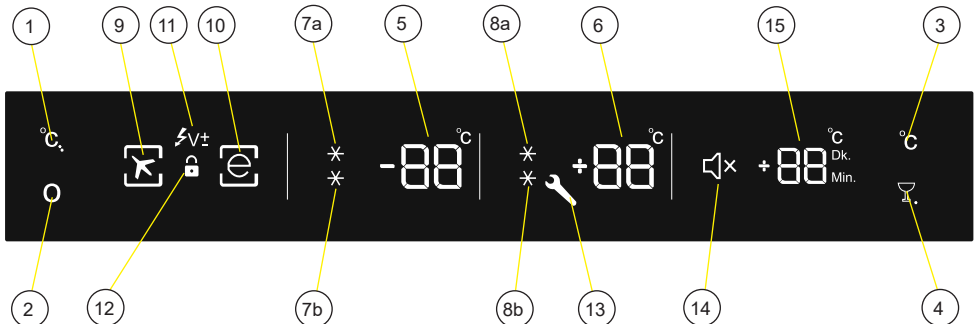 1 9 11 10 7a 5 8a 6 15 3
°C V± °C °C °C °C
-88 +88 +88 Dk.
O e Min.
2 12 7b 8b 13 14 4